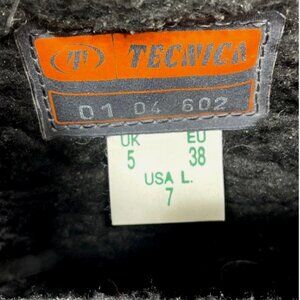 TECNICA
01 04 602
UK EU
5 38
USA L.
7